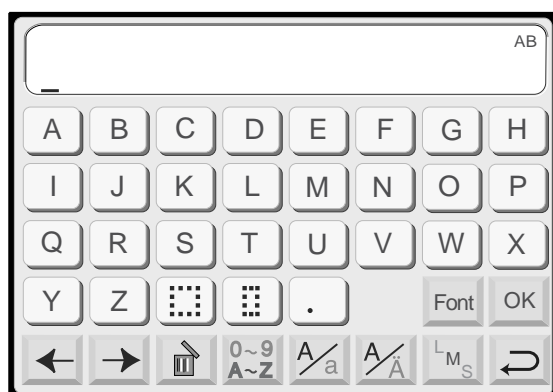 AB
_
A B C D E F G H
I J K L M N O P
Q R S T U V W X
Y Z . Font OK
0~9 A/a A/Ä L M S
A~Z